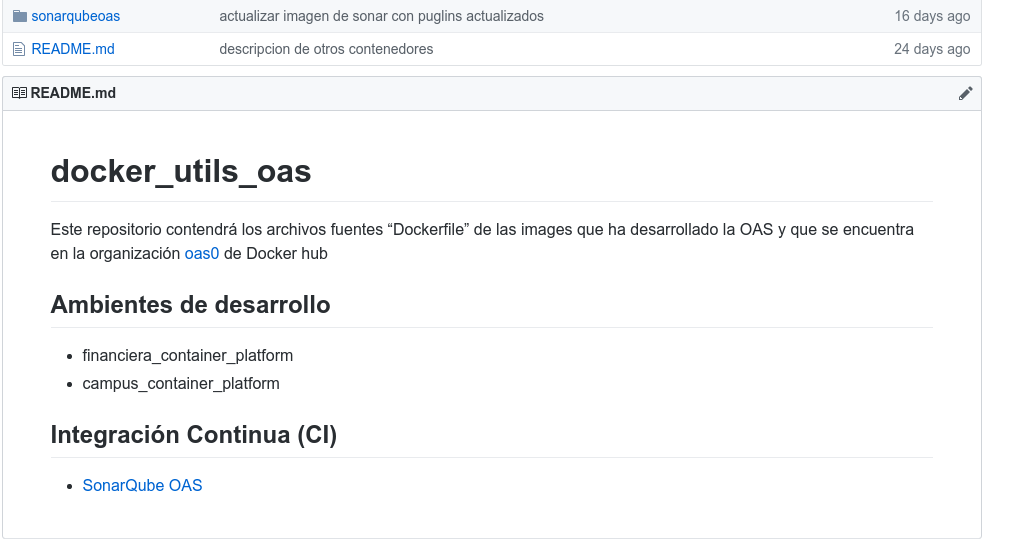 sonarqubeoas actualizar imagen de sonar con puglins actualizados 16 days ago
README.md descripcion de otros contenedores 24 days ago
README.md
docker_utils_oas
Este repositorio contendrá los archivos fuentes “Dockerfile” de las images que ha desarrollado la OAS y que se encuentra
en la organización oas0 de Docker hub
Ambientes de desarrollo
financiera_container_platform
campus_container_platform
Integración Continua (CI)
SonarQube OAS